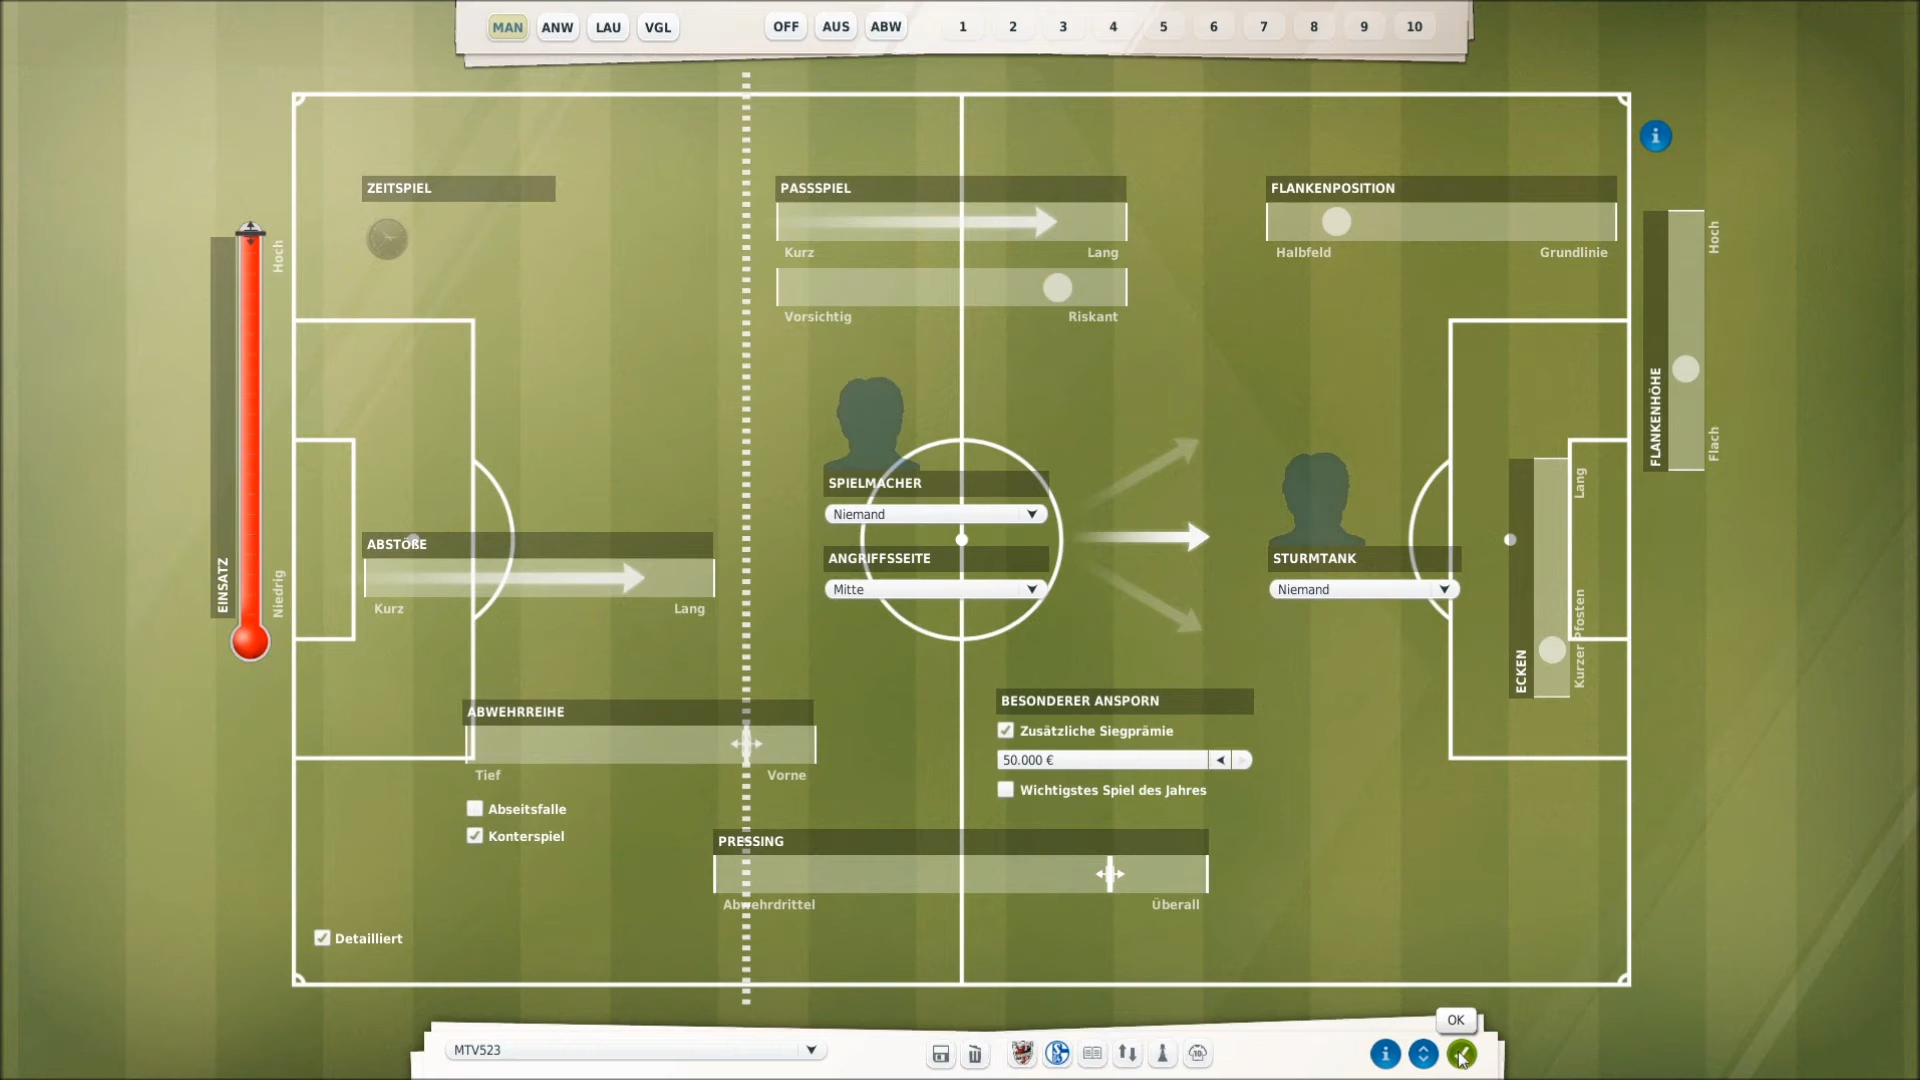 MAN ANW LAU VGL OFF AUS ABW 1 2 3 4 5 6 7 8 9 10
ZEITSPIEL
PASSSPIEL
Kurz Lang
Vorsichtig Riskant
FLANKENPOSITION
Halbfeld Grundlinie
EINSATZ
Hoch
Niedrig
FLANKENHÖHE
Hoch
Flach
SPIELMACHER
Niemand
ANGRIFFSSEITE
Mitte
ABSTÖßE
Kurz Lang
STURMTANK
Niemand
ECKEN
Lang
Kurzer Pfosten
ABWEHRREIHE
Tief Vorne
Abseitsfalle
Konterspiel
BESONDERER ANSPORN
Zusätzliche Siegprämie
50.000 €
Wichtigstes Spiel des Jahres
PRESSING
Abwehrdrittel Überall
Detailliert
OK
MTV523